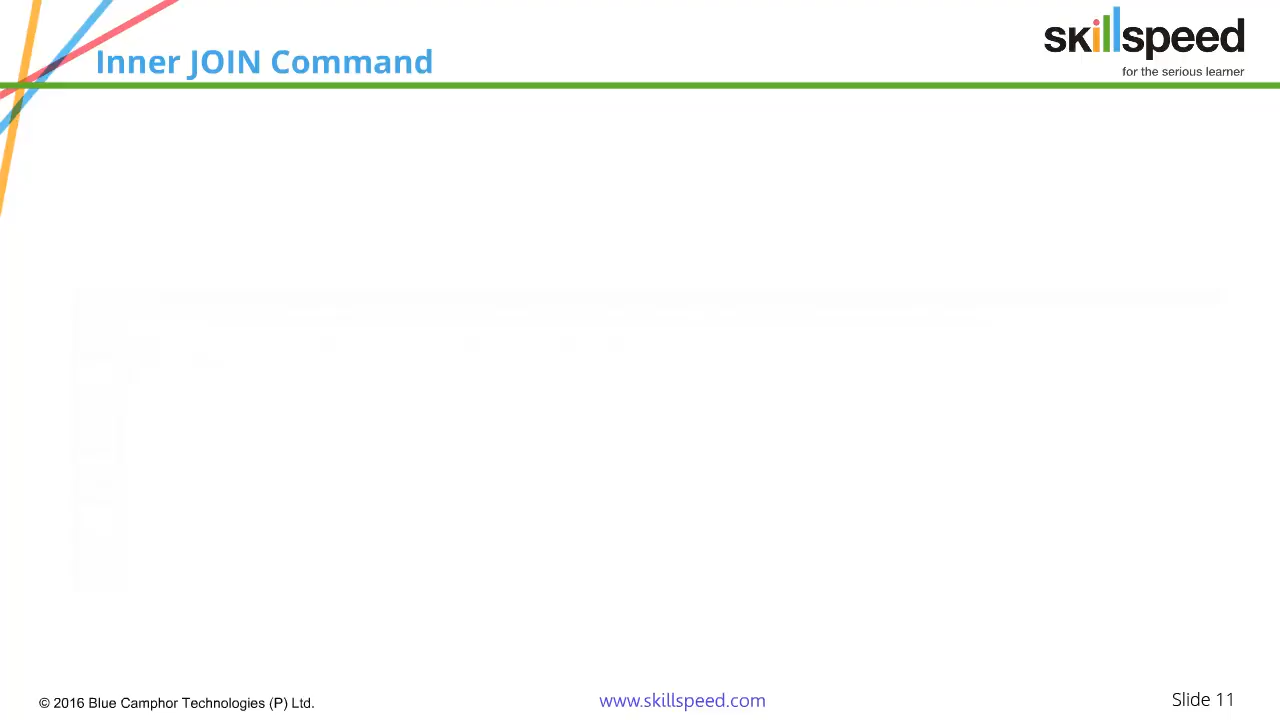 Inner JOIN Command
skillspeed
for the serious learner
© 2016 Blue Camphor Technologies (P) Ltd.
www.skillspeed.com
Slide 11